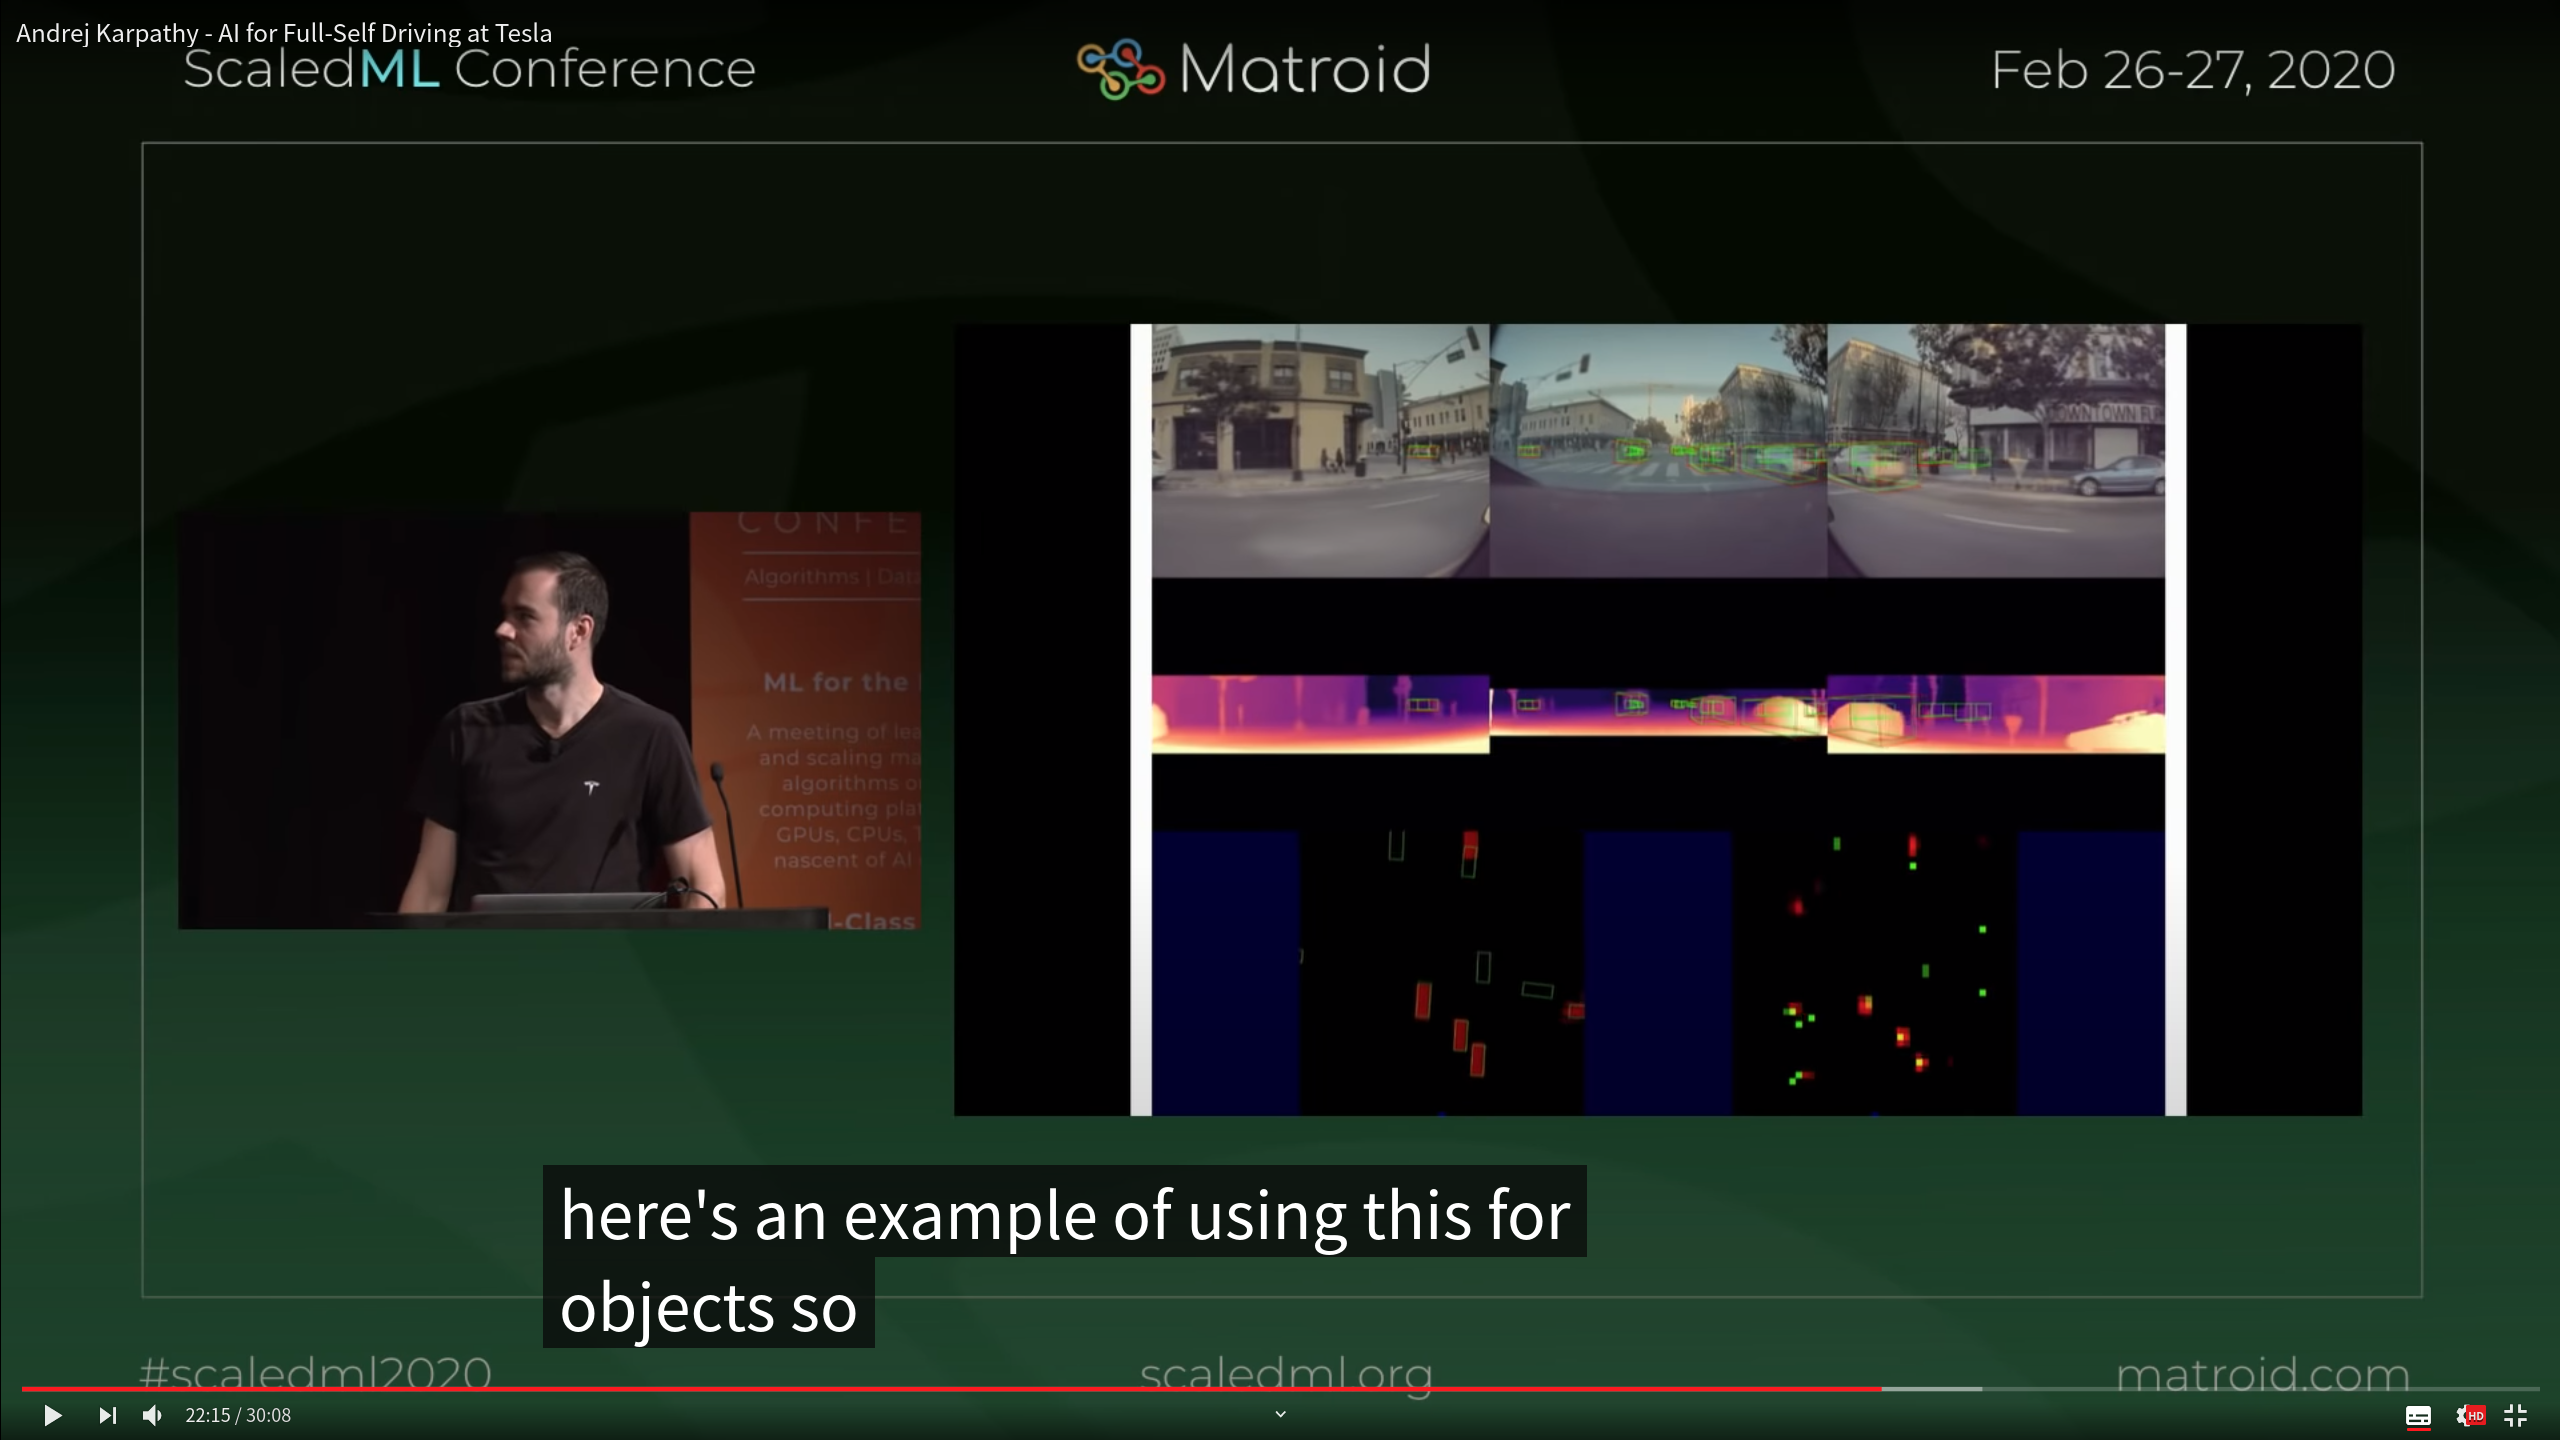 Andrej Karpathy - AI for Full-Self Driving at Tesla
ScaledML Conference
Matroid
Feb 26-27, 2020
CONFE
Algorithms | Data
ML for the
A meeting of lea
and scaling ma
algorithms o
computing plat
GPUs, CPUs, T
nascent of AI
l-Class
DOWNTOWN
here's an example of using this for
objects so
#scaledml2020
scaledml.org
matroid.com
22:15 / 30:08
HD